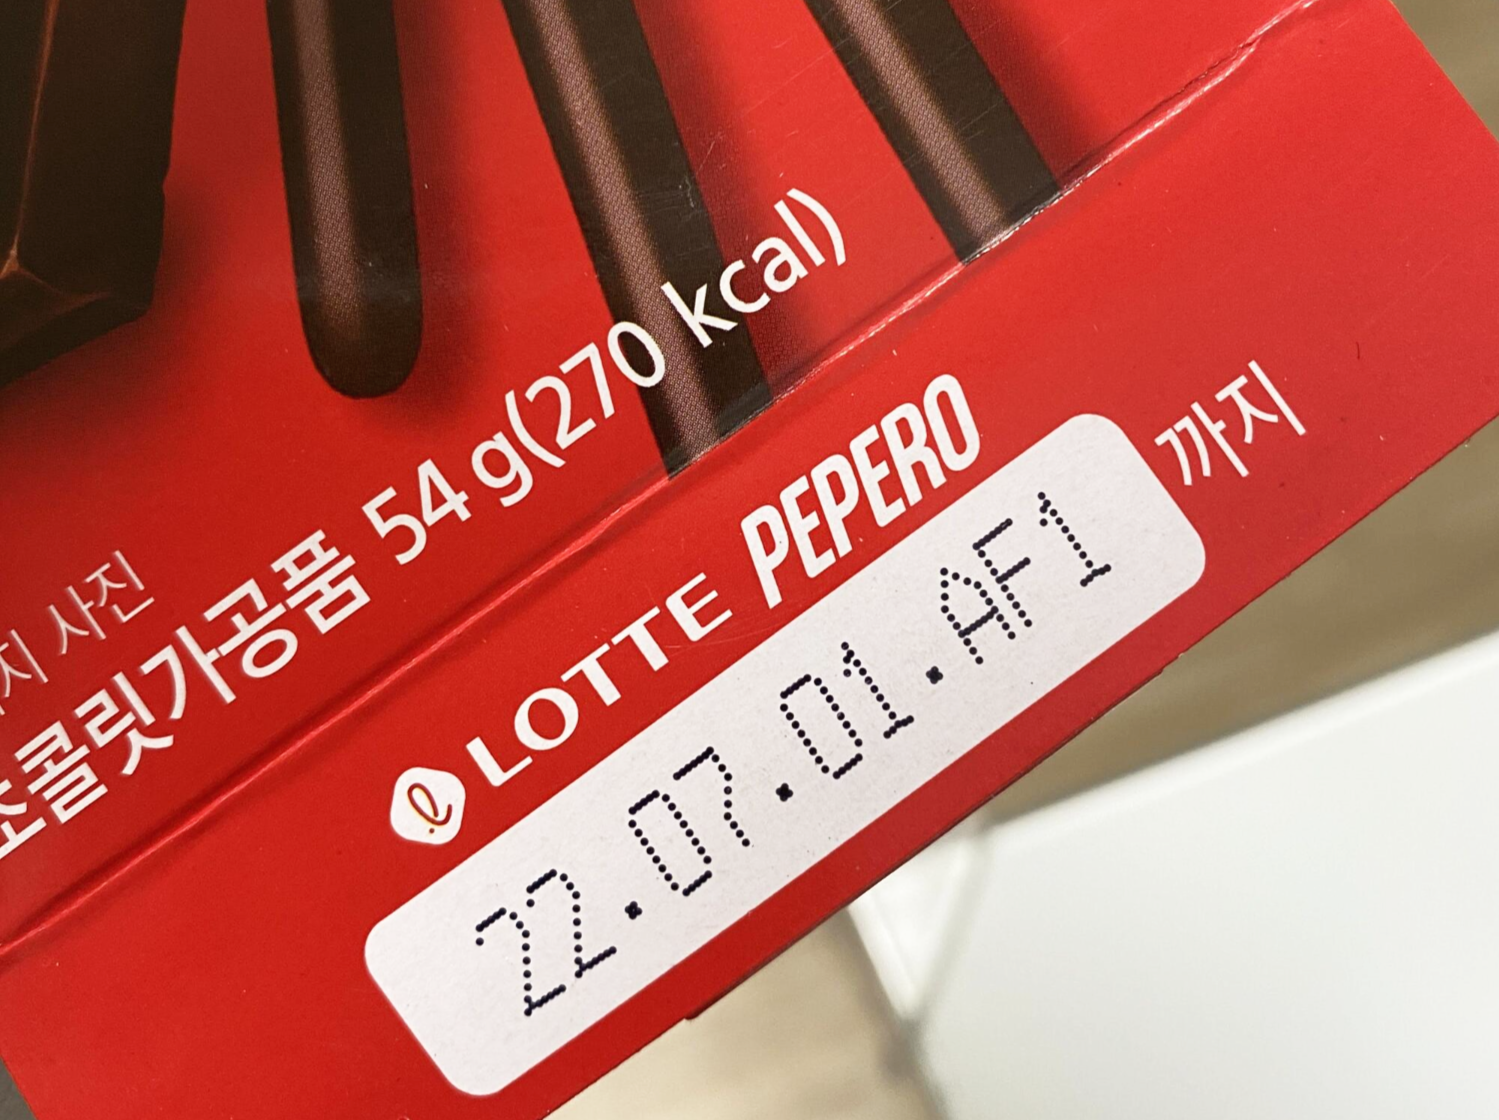 지 사진
초콜릿가공품 54 g(270 kcal)
LOTTE PEPERO
22.07.01.AF1 까지